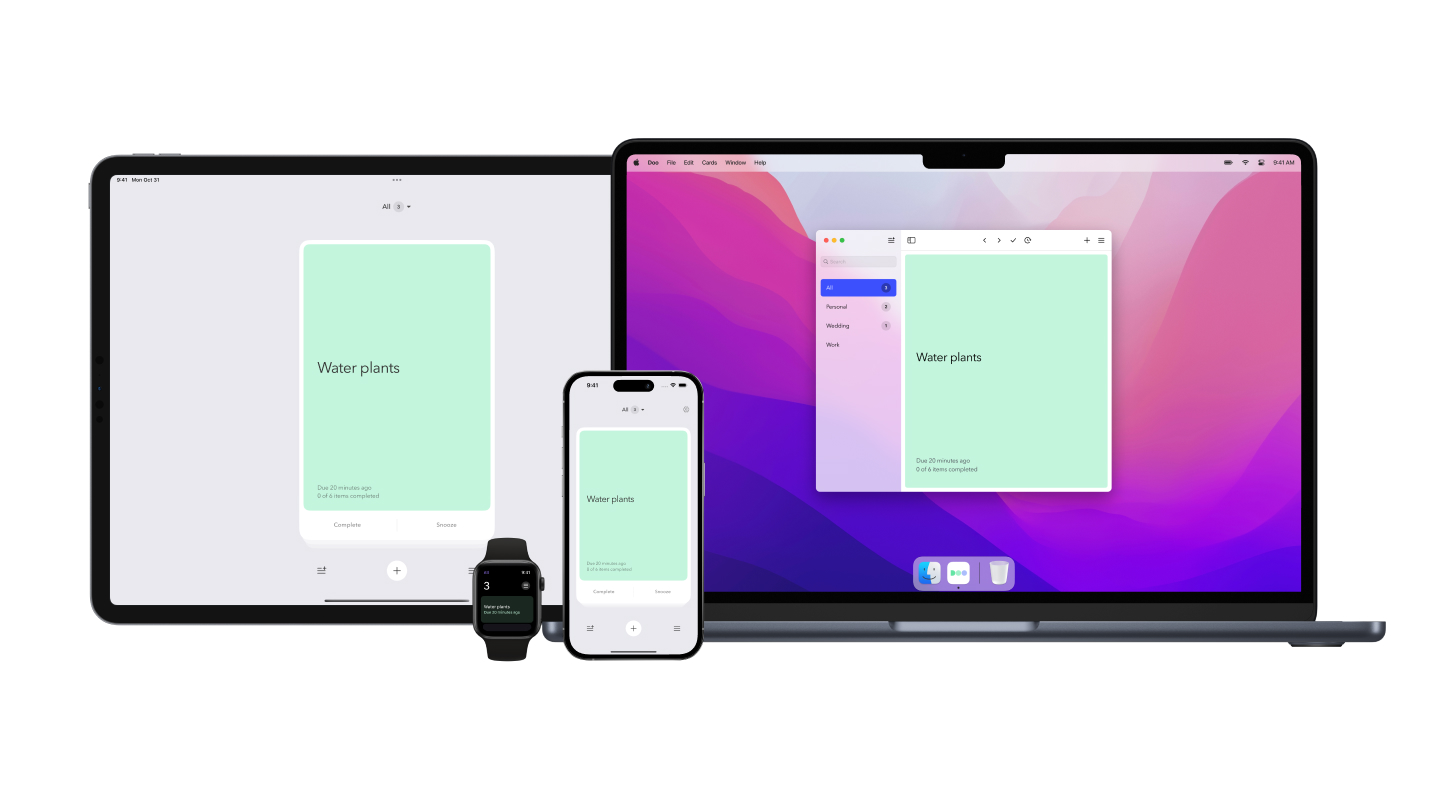 9:41 Mon Oct 31
All 3
Water plants
Due 20 minutes ago
0 of 6 items completed
Complete Snooze
All 9:41
3
Water plants
Due 20 minutes ago
9:41
All 3
Water plants
Due 20 minutes ago
0 of 6 items completed
Complete Snooze
Doo File Edit Cards Window Help 9:41 AM
Search
All 3
Personal 2
Wedding 1
Work
Water plants
Due 20 minutes ago
0 of 6 items completed